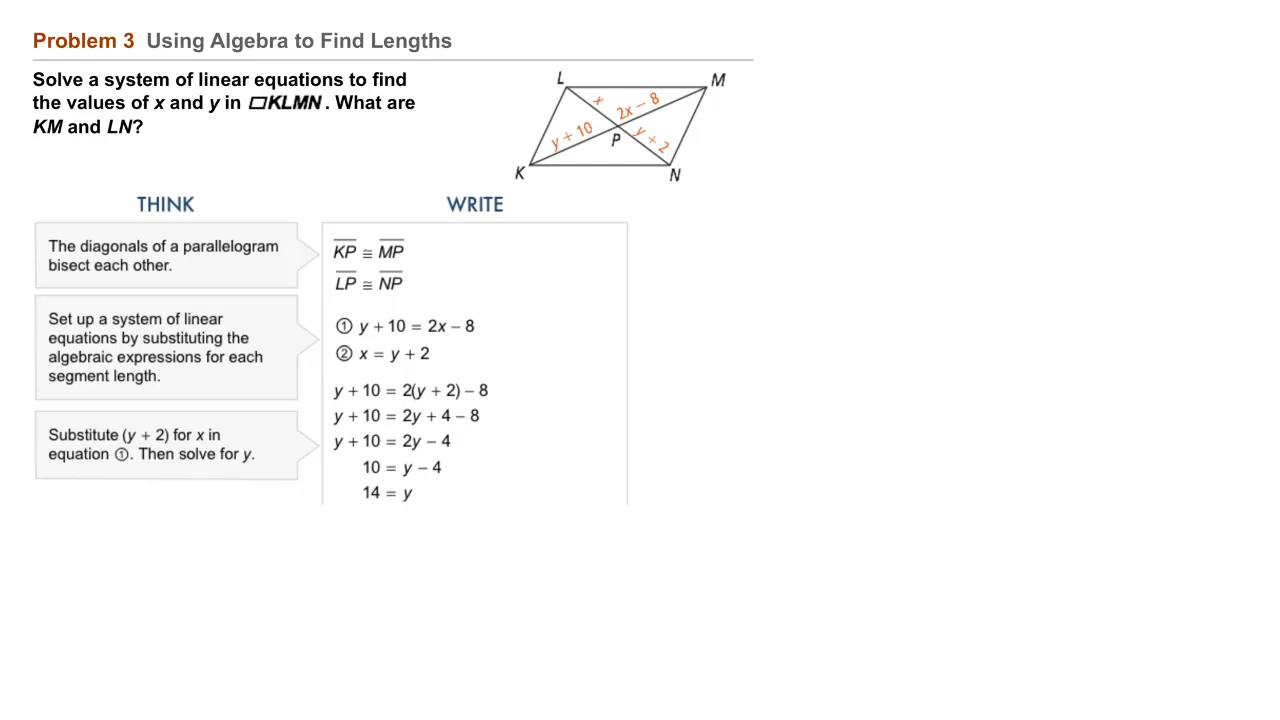 Problem 3 Using Algebra to Find Lengths
Solve a system of linear equations to find
the values of x and y in ▱KLMN . What are
KM and LN?
L
M
x
2x − 8
y + 10
P
y + 2
K
N
THINK
WRITE
The diagonals of a parallelogram
bisect each other.
K̅P̅ ≅ M̅P̅
L̅P̅ ≅ N̅P̅
Set up a system of linear
equations by substituting the
algebraic expressions for each
segment length.
① y + 10 = 2x – 8
② x = y + 2
Substitute (y + 2) for x in
equation ①. Then solve for y.
y + 10 = 2(y + 2) – 8
y + 10 = 2y + 4 – 8
y + 10 = 2y – 4
10 = y – 4
14 = y